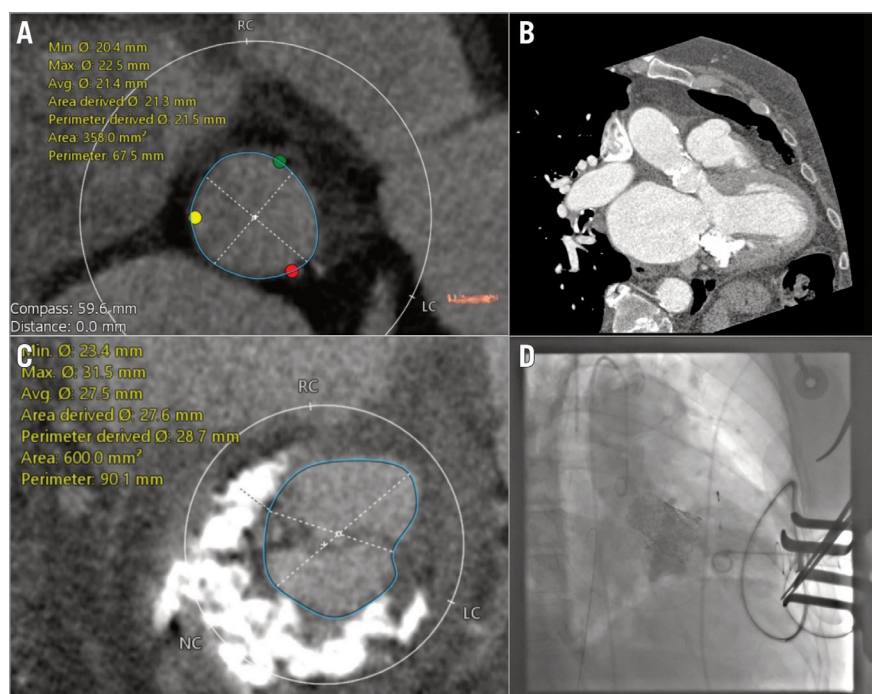 A
RC
Min. Ø: 20.4 mm
Max. Ø: 22.5 mm
Avg. Ø: 21.4 mm
Area derived Ø: 21.3 mm
Perimeter derived Ø: 21.5 mm
Area: 358.0 mm²
Perimeter: 67.5 mm
LC
Compass: 59.6 mm
Distance: 0.0 mm
B
C
Min. Ø: 23.4 mm
Max. Ø: 31.5 mm
Avg. Ø: 27.5 mm
Area derived Ø: 27.6 mm
Perimeter derived Ø: 28.7 mm
Area: 600.0 mm²
Perimeter: 90.1 mm
RC
LC
NC
D